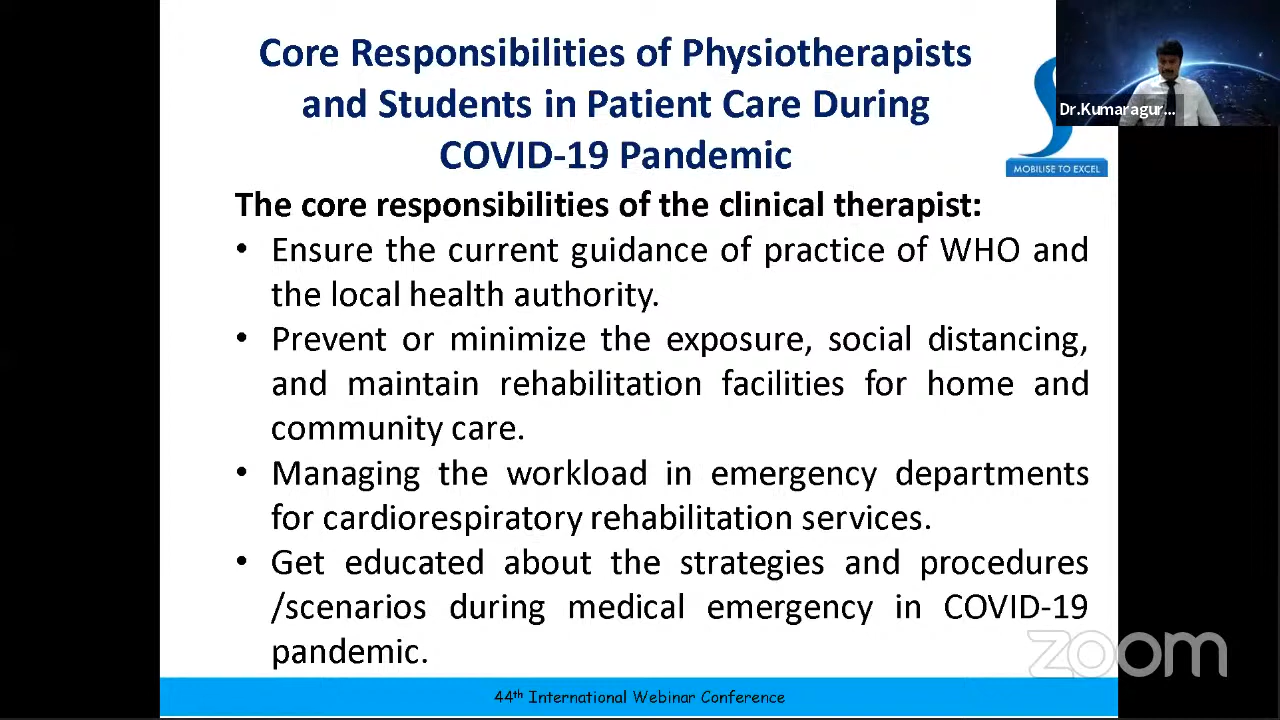 Core Responsibilities of Physiotherapists
and Students in Patient Care During
COVID-19 Pandemic
Dr.Kumaragur...
MOBILISE TO EXCEL
The core responsibilities of the clinical therapist:
• Ensure the current guidance of practice of WHO and
the local health authority.
• Prevent or minimize the exposure, social distancing,
and maintain rehabilitation facilities for home and
community care.
• Managing the workload in emergency departments
for cardiorespiratory rehabilitation services.
• Get educated about the strategies and procedures
/scenarios during medical emergency in COVID-19
pandemic.
zoom
44th International Webinar Conference